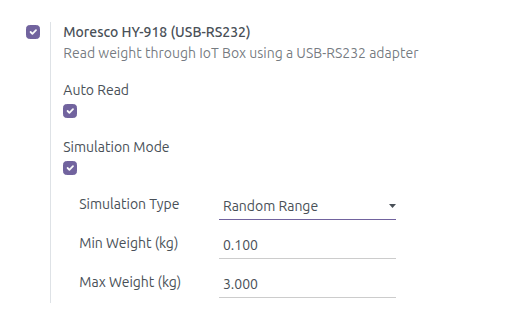 Moresco HY-918 (USB-RS232)
Read weight through IoT Box using a USB-RS232 adapter
Auto Read
Simulation Mode
Simulation Type Random Range
Min Weight (kg) 0.100
Max Weight (kg) 3.000